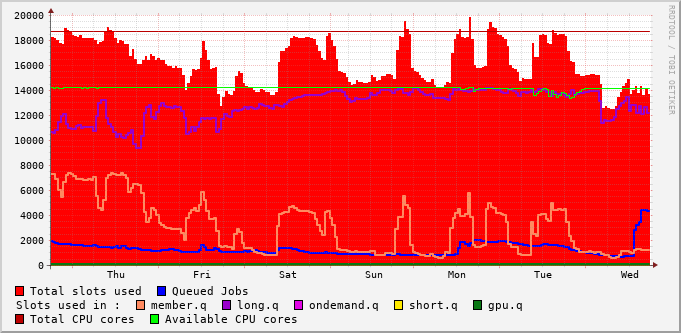 RRDTOOL / TOBI OETIKER
20000
18000
16000
14000
12000
10000
8000
6000
4000
2000
0
Thu Fri Sat Sun Mon Tue Wed
Total slots used Queued Jobs
Slots used in : member.q long.q ondemand.q short.q gpu.q
Total CPU cores Available CPU cores